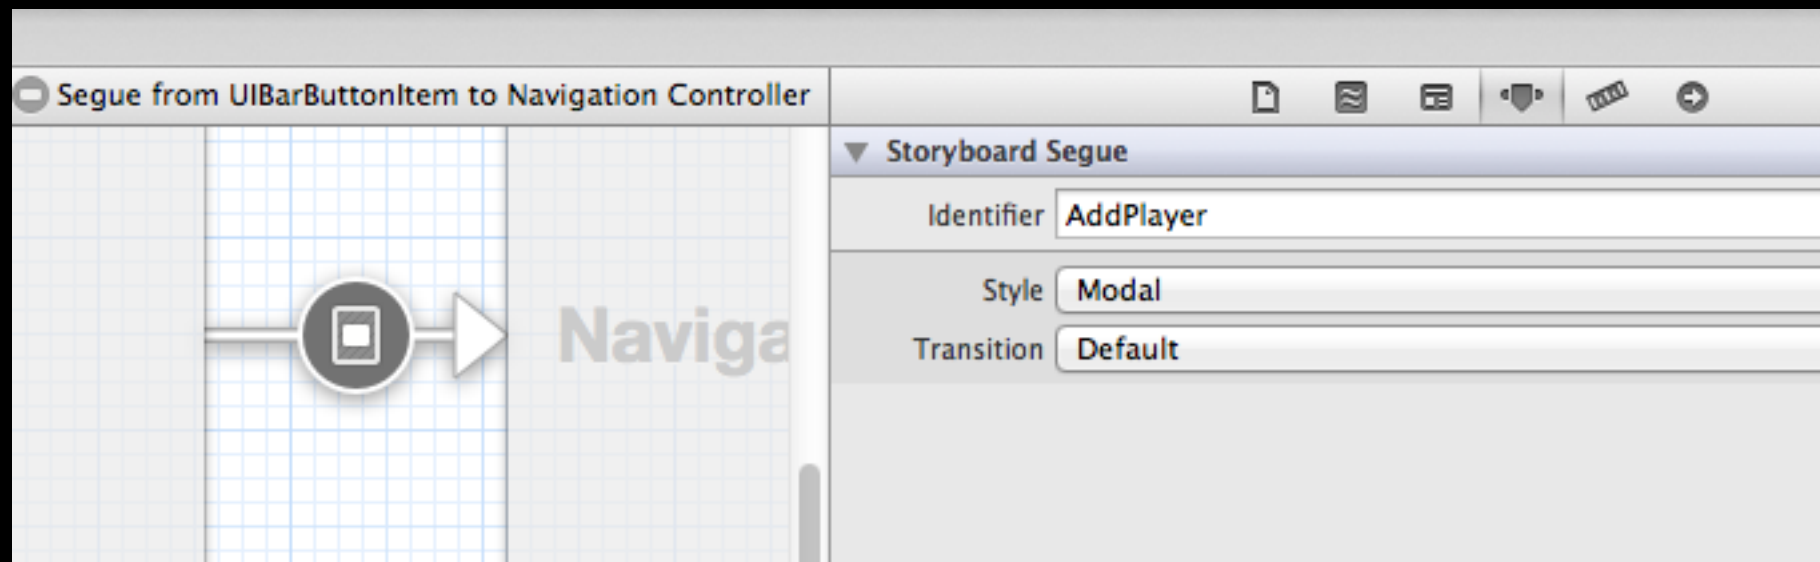 Segue from UIBarButtonItem to Navigation Controller
Storyboard Segue
Identifier AddPlayer
Style Modal
Transition Default
Naviga